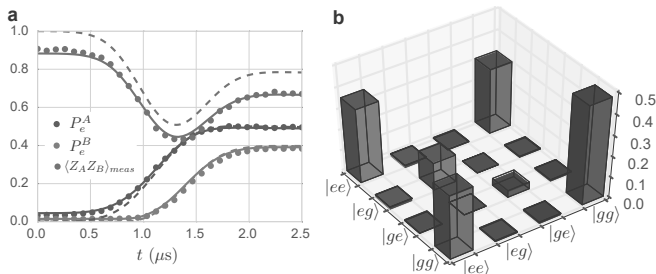 a
1.0
0.8
0.6
0.4
0.2
0.0
P_e^A
P_e^B
⟨Z_A Z_B⟩_meas
0.0 0.5 1.0 1.5 2.0 2.5
t (μs)
b
0.5
0.4
0.3
0.2
0.1
0.0
|ee⟩
|eg⟩
|ge⟩
|gg⟩
|ee⟩
|eg⟩
|ge⟩
|gg⟩